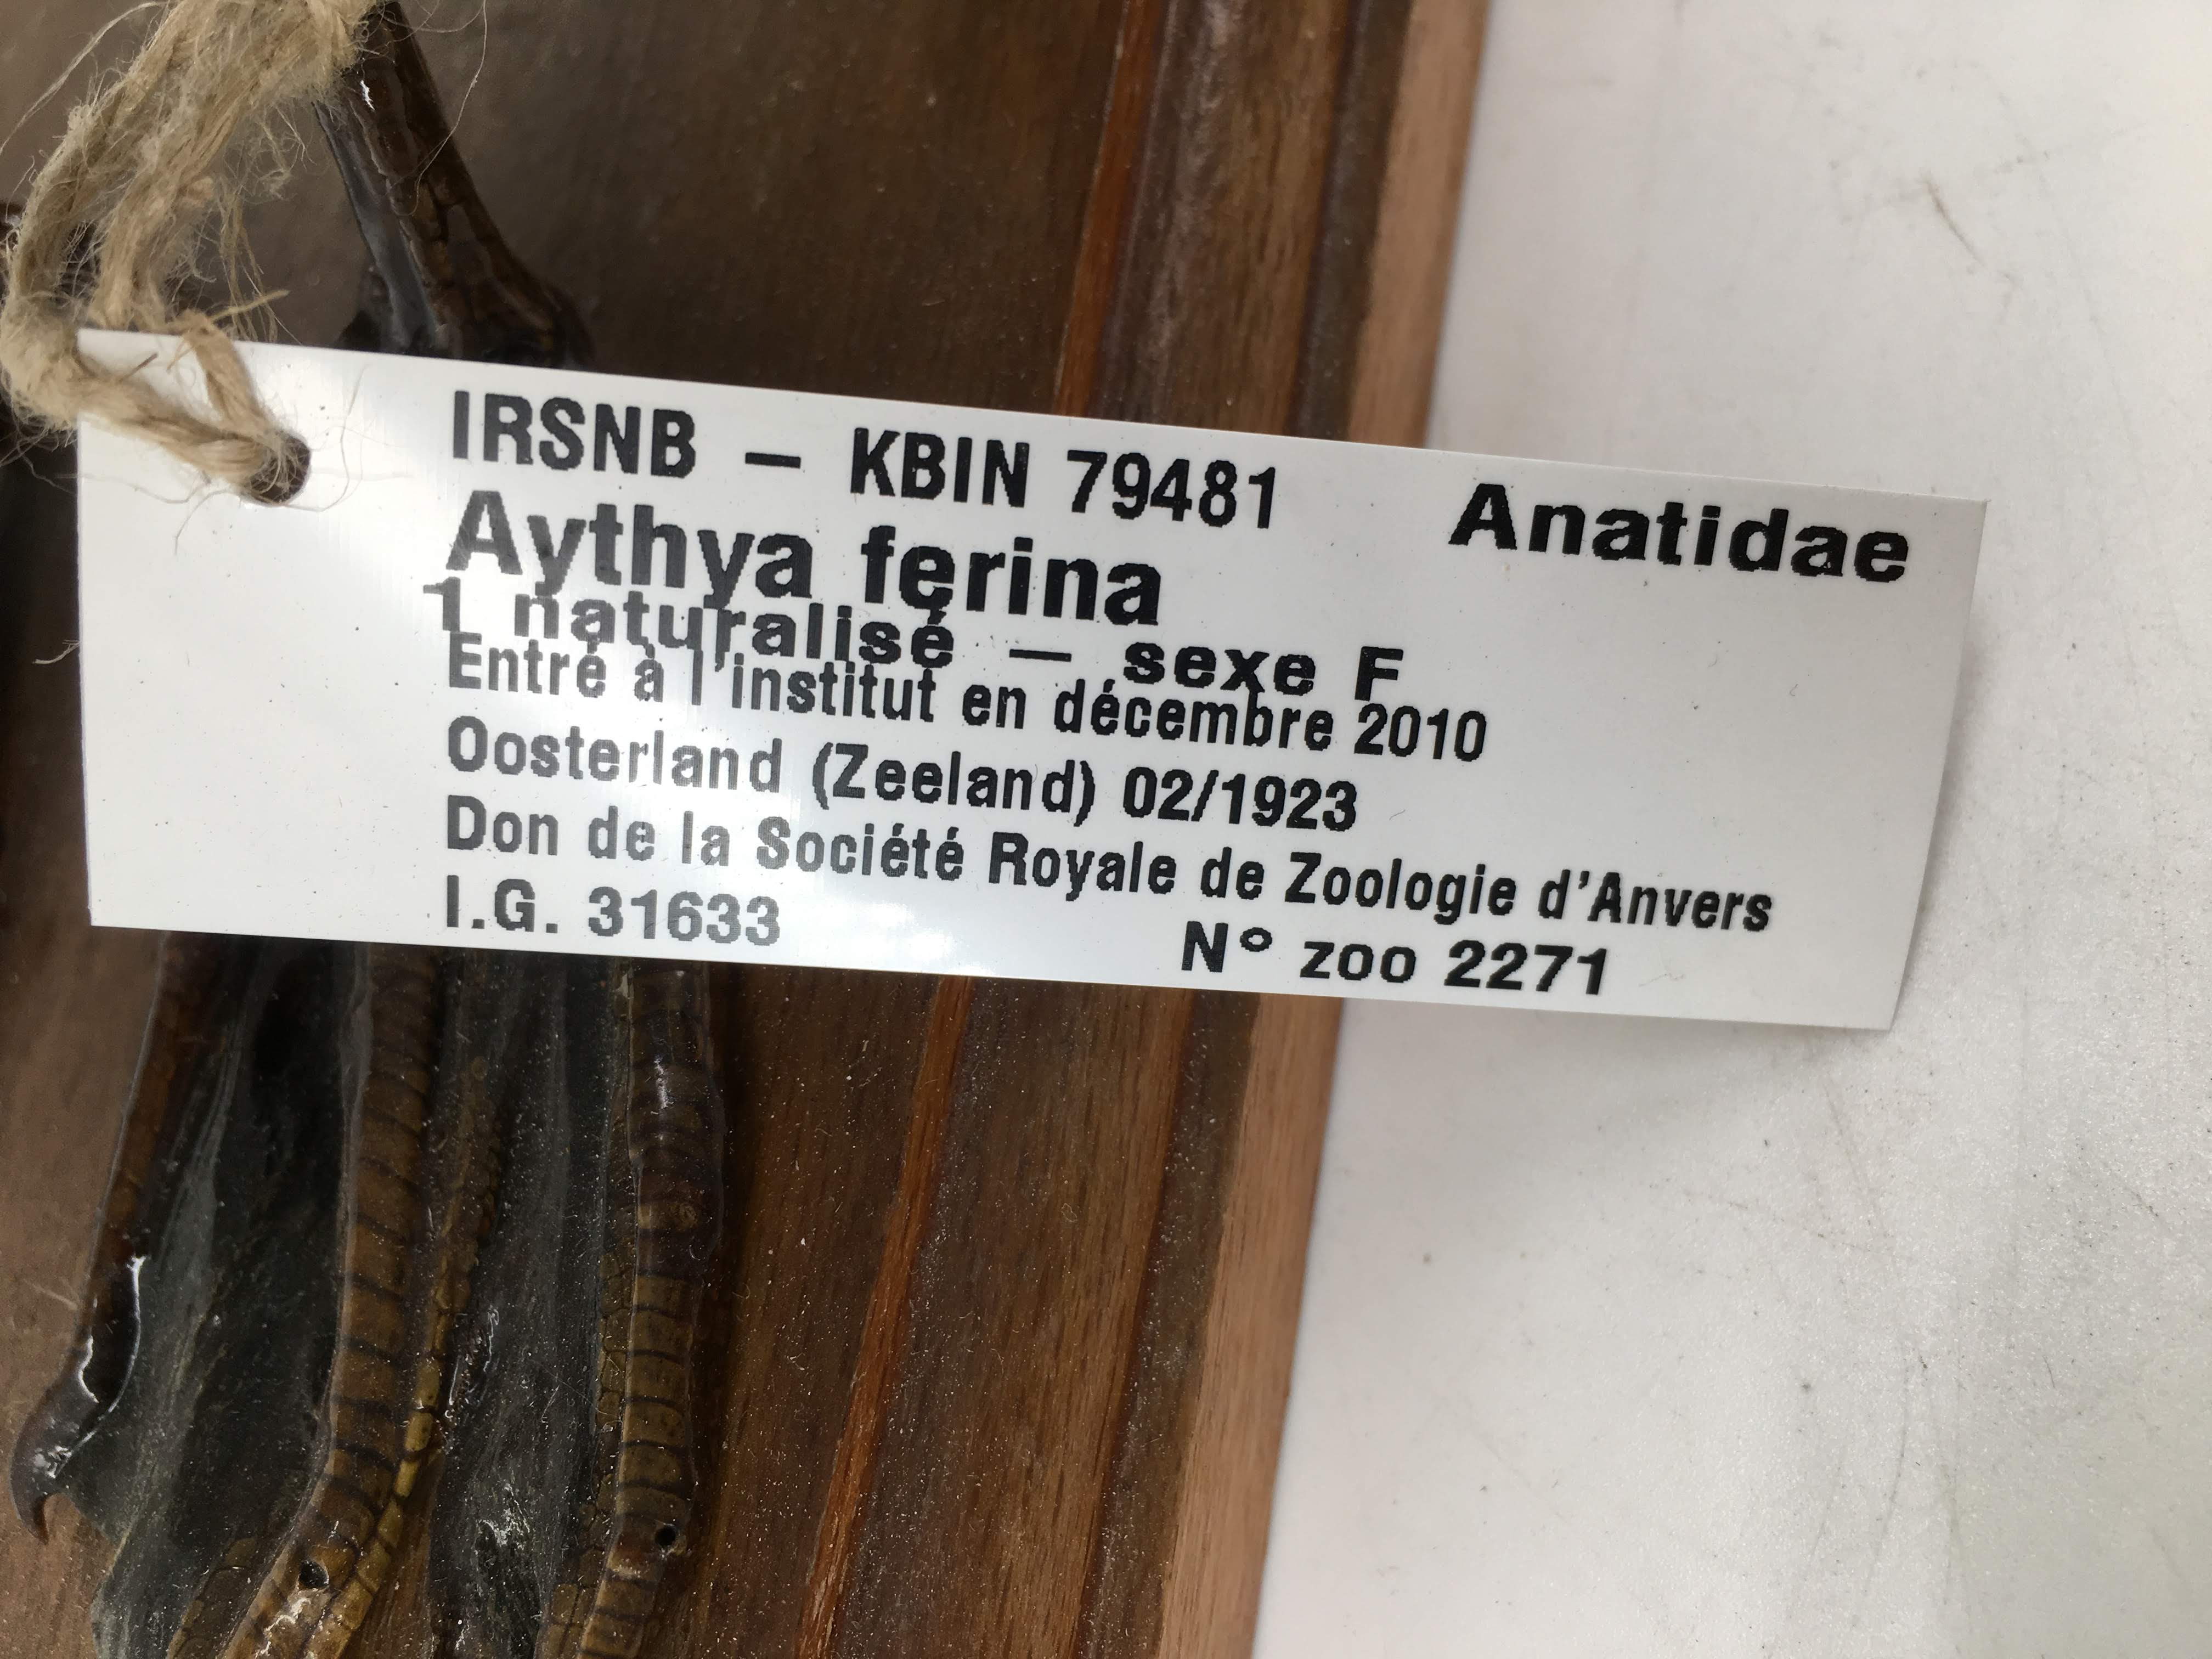 IRSNB – KBIN 79481 Anatidae
Aythya ferina
1 naturalisé – sexe F
Entré à l'institut en décembre 2010
Oosterland (Zeeland) 02/1923
Don de la Société Royale de Zoologie d'Anvers
I.G. 31633 N° zoo 2271